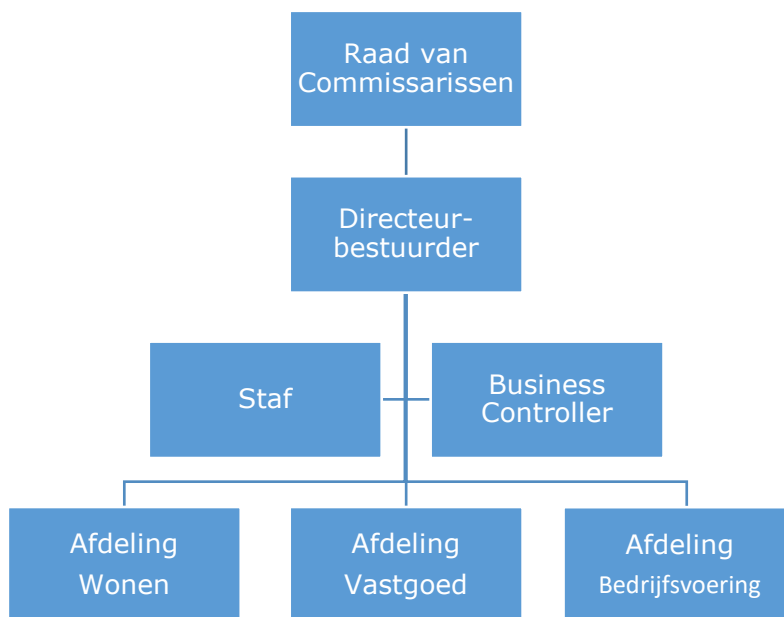 Raad van
Commissarissen
Directeur-
bestuurder
Staf
Business
Controller
Afdeling
Wonen
Afdeling
Vastgoed
Afdeling
Bedrijfsvoering